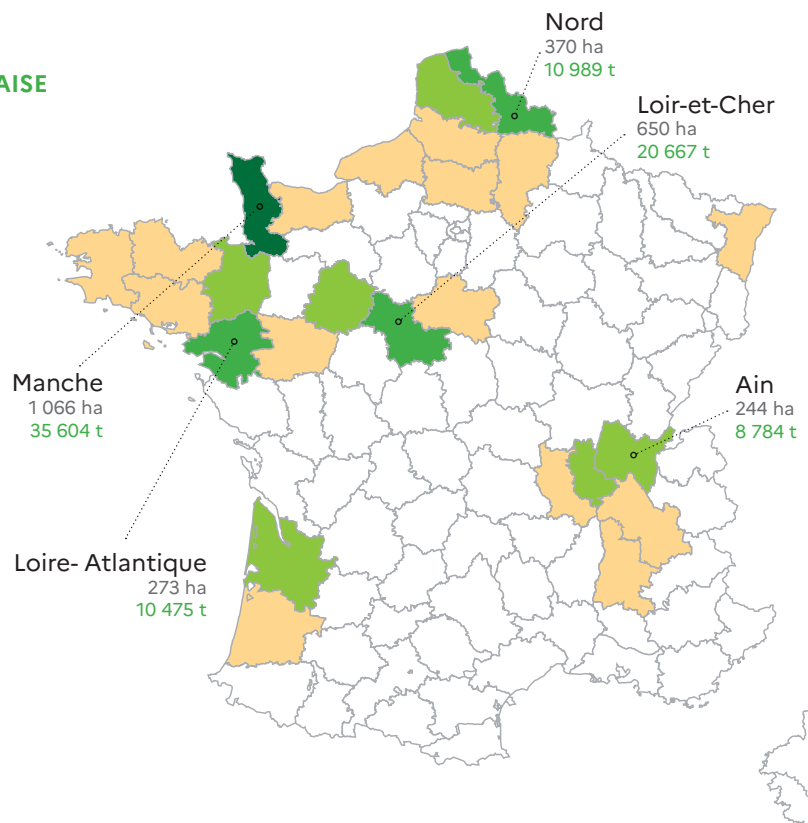 AISE
Nord
370 ha
10 989 t
Loir-et-Cher
650 ha
20 667 t
Manche
1 066 ha
35 604 t
Ain
244 ha
8 784 t
Loire- Atlantique
273 ha
10 475 t